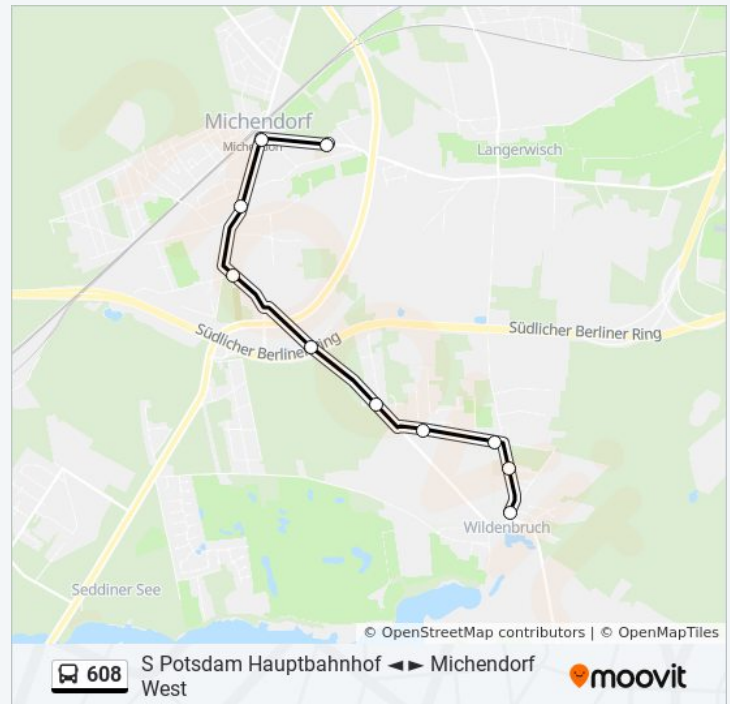 Michendorf
Langerwisch
Südlicher Berliner Ring
Südlicher Berliner Ring
Wildenbruch
Seddiner See
© OpenStreetMap contributors | © OpenMapTiles
608
S Potsdam Hauptbahnhof ◄ ► Michendorf
West
moovit